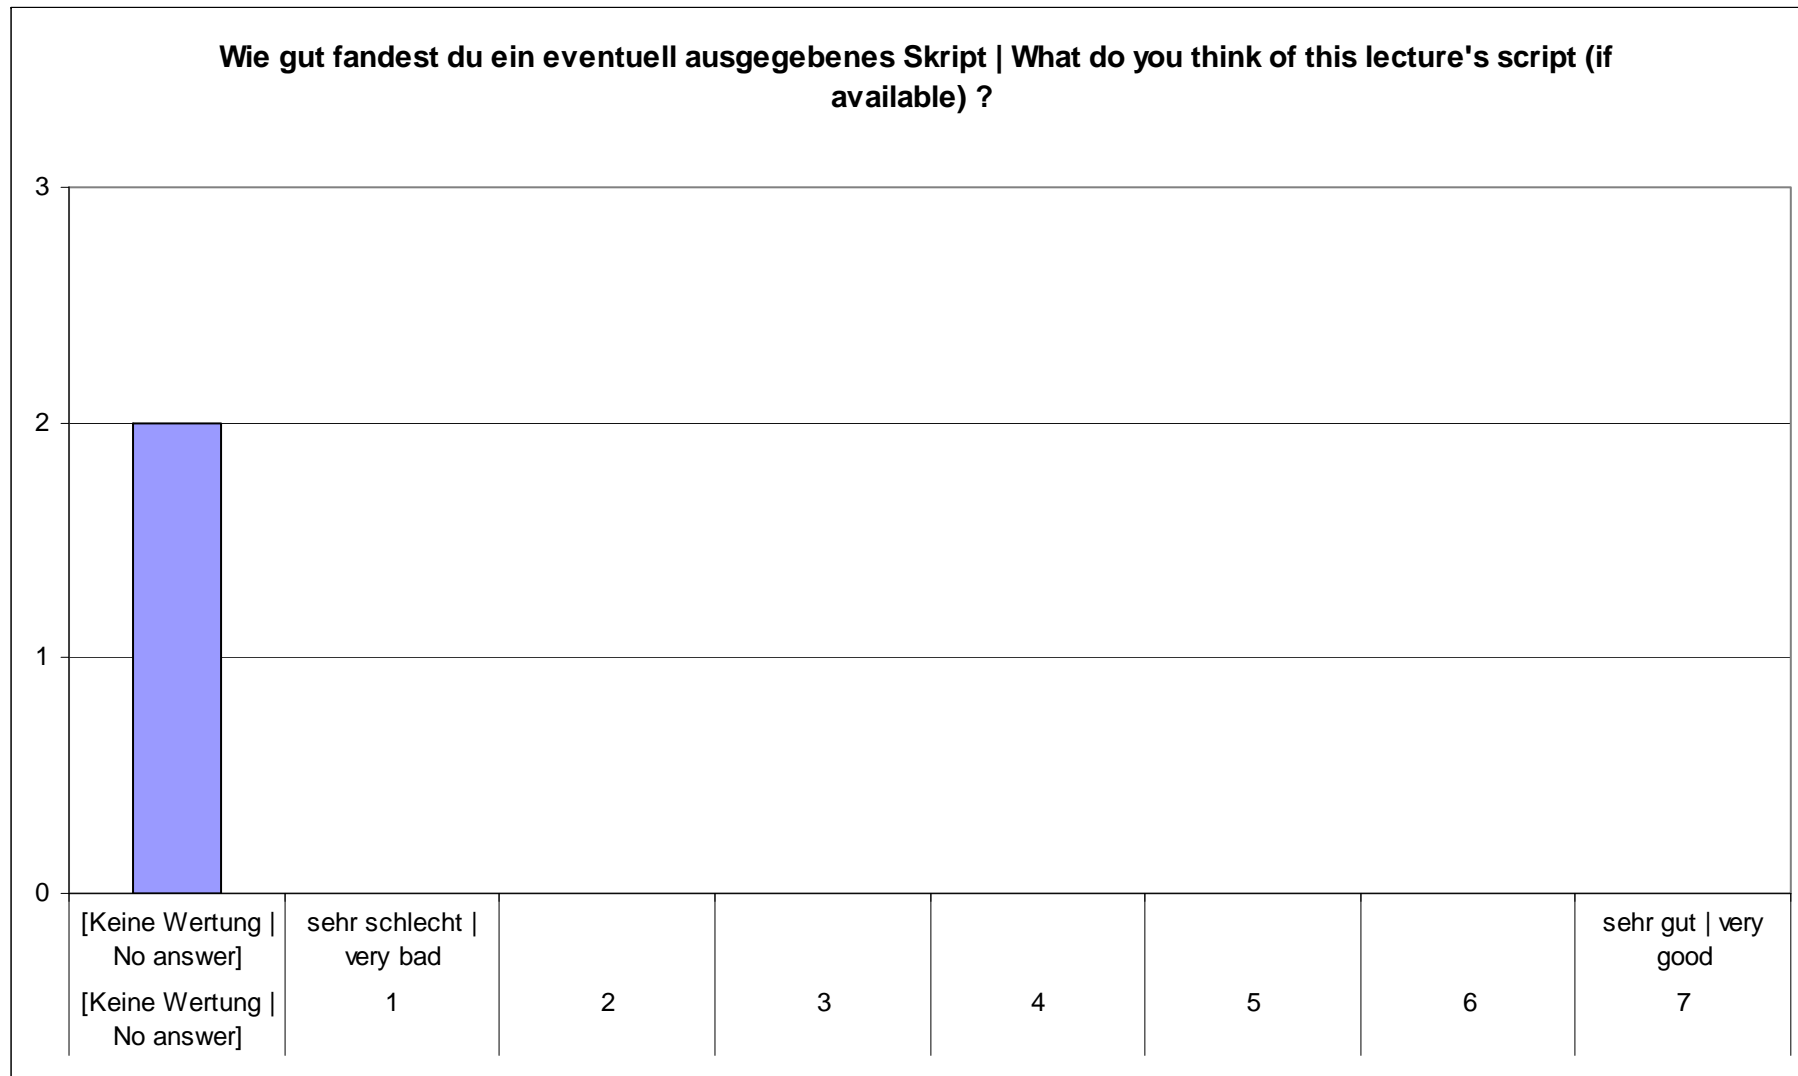 Wie gut fandest du ein eventuell ausgegebenes Skript | What do you think of this lecture's script (if
available) ?
3
2
1
0
[Keine Wertung |
No answer]
sehr schlecht |
very bad
sehr gut | very
good
[Keine Wertung |
No answer]
1
2
3
4
5
6
7